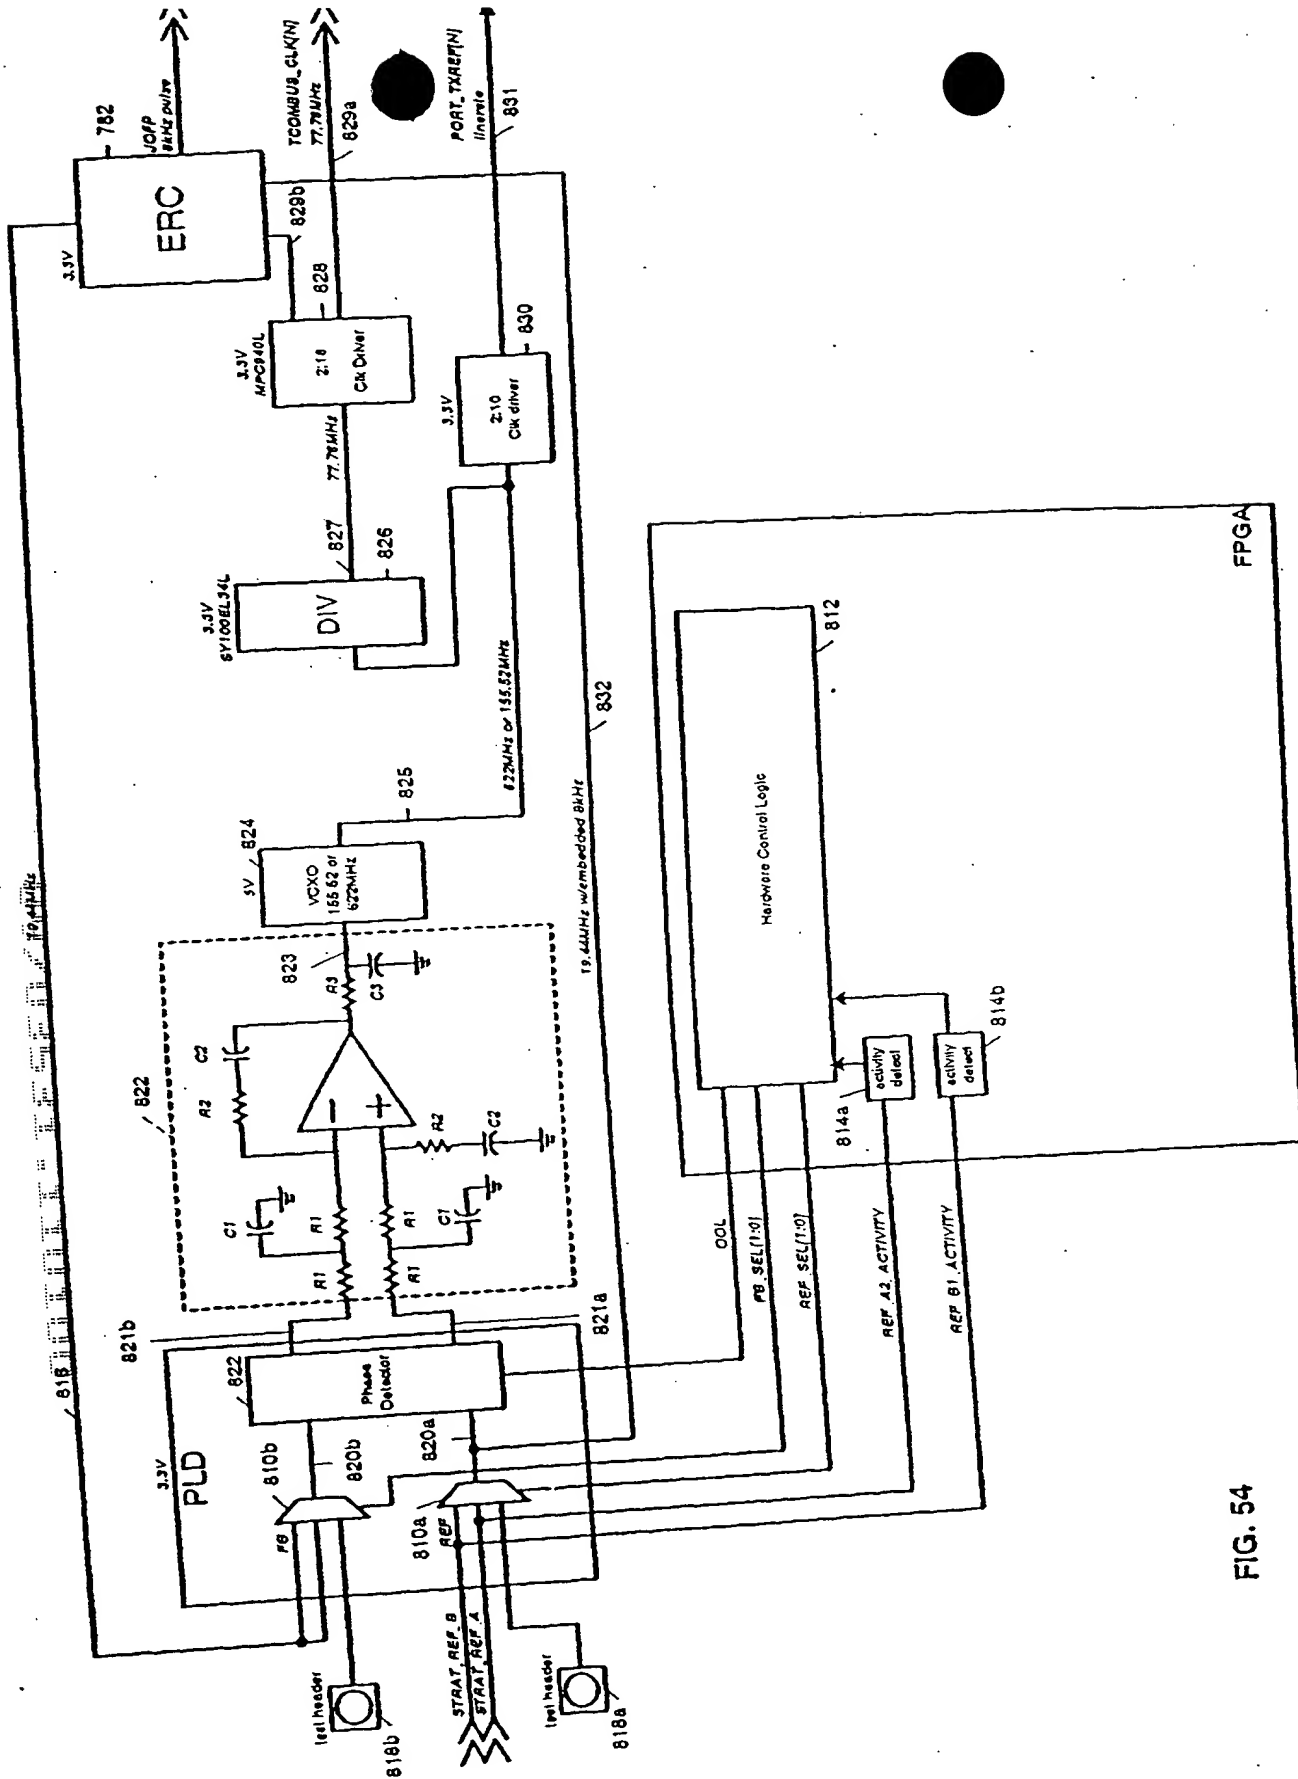 782
JOFP
8kHz pulse
TCOMBUS_CLK[N]
77.76MHz
829a
PORT_TXREF[N]
linerate
831
3.3V
ERC
829b
828
3.3V
MPC940L
2:18
Clk Driver
830
3.3V
2:10
Clk driver
77.76MHz
827
826
3.3V
SY100EL34L
DIV
622MHz or 155.52MHz
832
19.44MHz w/embedded 8kHz
825
824
5V
VCXO
155.52 or
622MHz
19.44MHz
823
R3
C3
822
C2
R2
R2
C2
C1
R1
R1
C1
R1
R1
821b
821a
816
822
Phase
Detector
3.3V
PLD
810b
820b
820a
FB
810a
REF
test header
818b
STRAT_REF_B
STRAT_REF_A
test header
818a
OOL
FB_SEL[1:0]
REF_SEL[1:0]
REF_A2_ACTIVITY
REF_B1_ACTIVITY
812
Hardware Control Logic
814a
activity
detect
activity
detect
814b
FPGA
FIG. 54